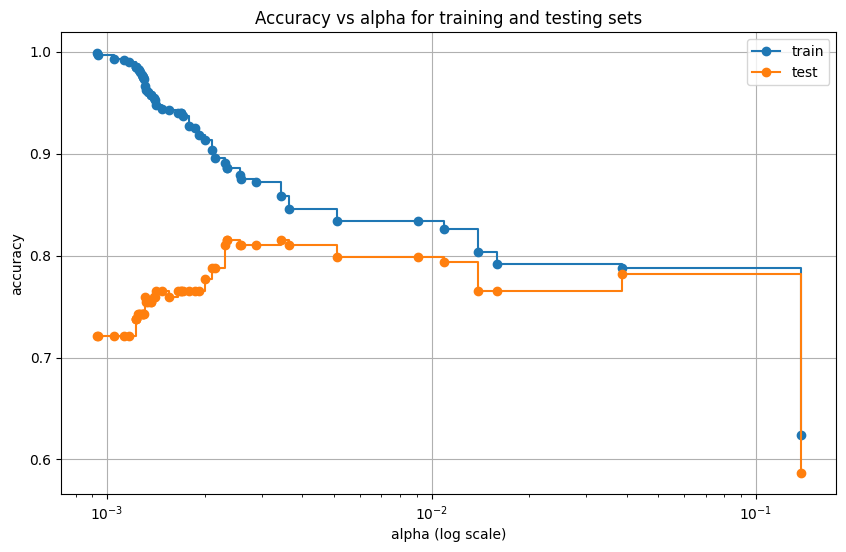 Accuracy vs alpha for training and testing sets
train
test
accuracy
1.0
0.9
0.8
0.7
0.6
10⁻³
10⁻²
10⁻¹
alpha (log scale)